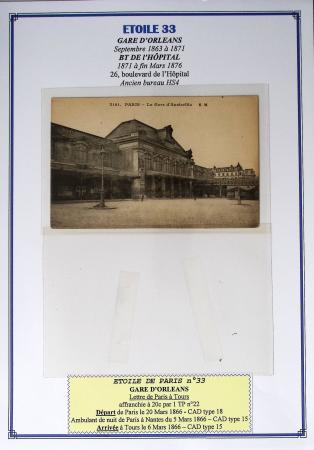 ETOILE 33
GARE D'ORLEANS
Septembre 1863 à 1871
BT DE l'HÔPITAL
1871 à fin Mars 1876
26, boulevard de l'Hôpital
Ancien bureau HS4
3161. PARIS - La Gare d'Austerlitz
ETOILE DE PARIS n°33
GARE D'ORLEANS
Lettre de Paris à Tours
affranchie à 20c par 1 TP n°22
Départ de Paris le 20 Mars 1866 - CAD type 18
Ambulant de nuit de Paris à Nantes du 5 Mars 1866 – CAD type 15
Arrivée à Tours le 6 Mars 1866 – CAD type 15